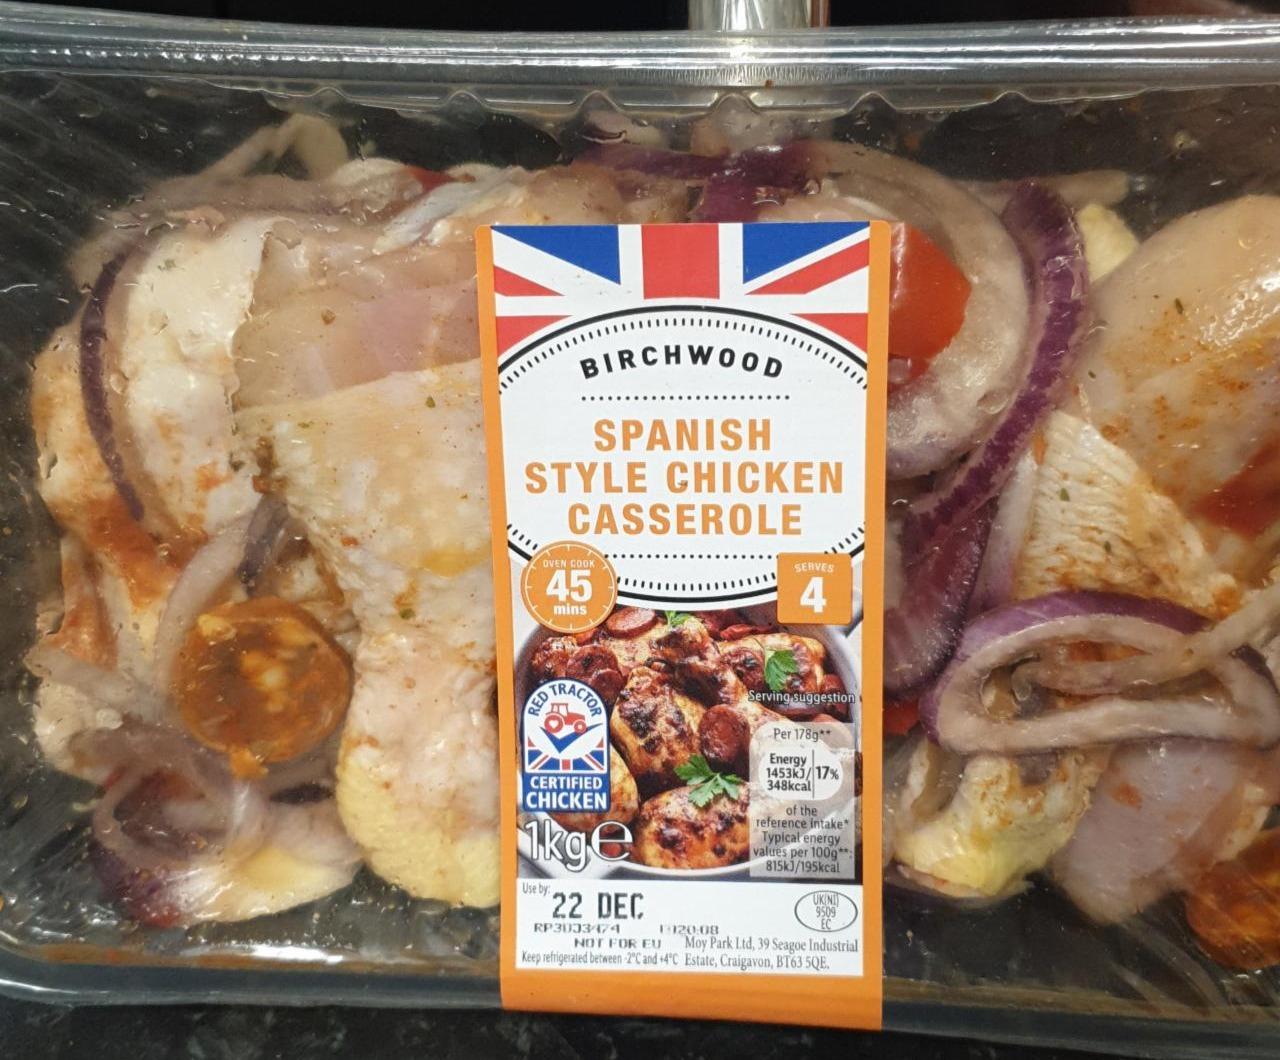 BIRCHWOOD
SPANISH
STYLE CHICKEN
CASSEROLE
OVEN COOK
45
mins
SERVES
4
RED TRACTOR
CERTIFIED
CHICKEN
Serving suggestion
Per 178g**
Energy
1453kJ/
348kcal
17%
of the
reference intake*
Typical energy
values per 100g**:
815kJ/195kcal
1kg e
Use by:
22 DEC
NOT FOR EU
Keep refrigerated between -2°C and +4°C
Moy Park Ltd, 39 Seagoe Industrial
Estate, Craigavon, BT63 5QE.
UK(NI)
9509
EC